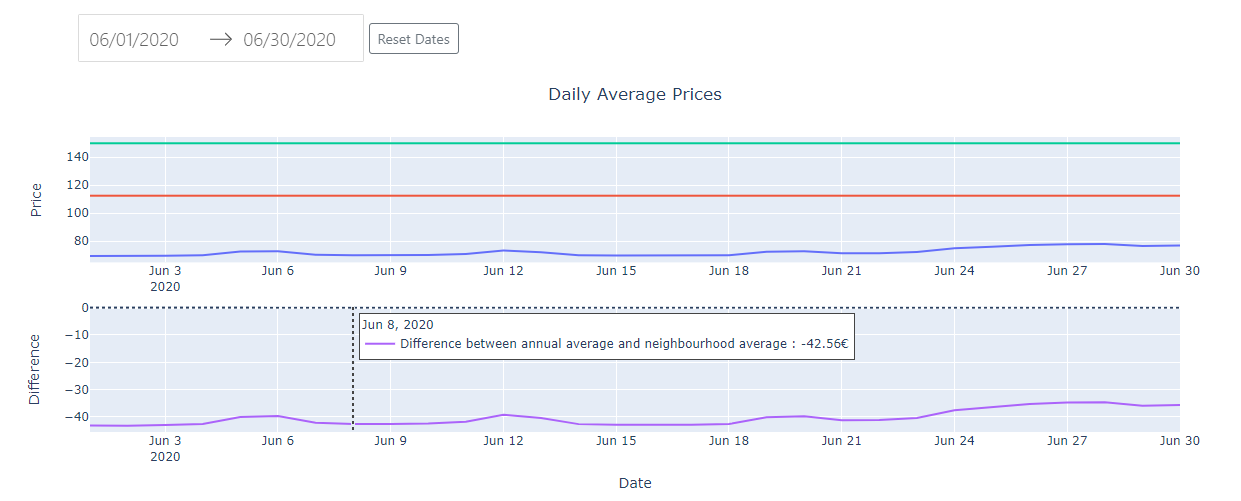 06/01/2020 → 06/30/2020 Reset Dates
Daily Average Prices
Price
140
120
100
80
Jun 3 Jun 6 Jun 9 Jun 12 Jun 15 Jun 18 Jun 21 Jun 24 Jun 27 Jun 30
2020
Difference
0
−10
−20
−30
−40
Jun 8, 2020
Difference between annual average and neighbourhood average : -42.56€
Jun 3 Jun 6 Jun 9 Jun 12 Jun 15 Jun 18 Jun 21 Jun 24 Jun 27 Jun 30
2020
Date